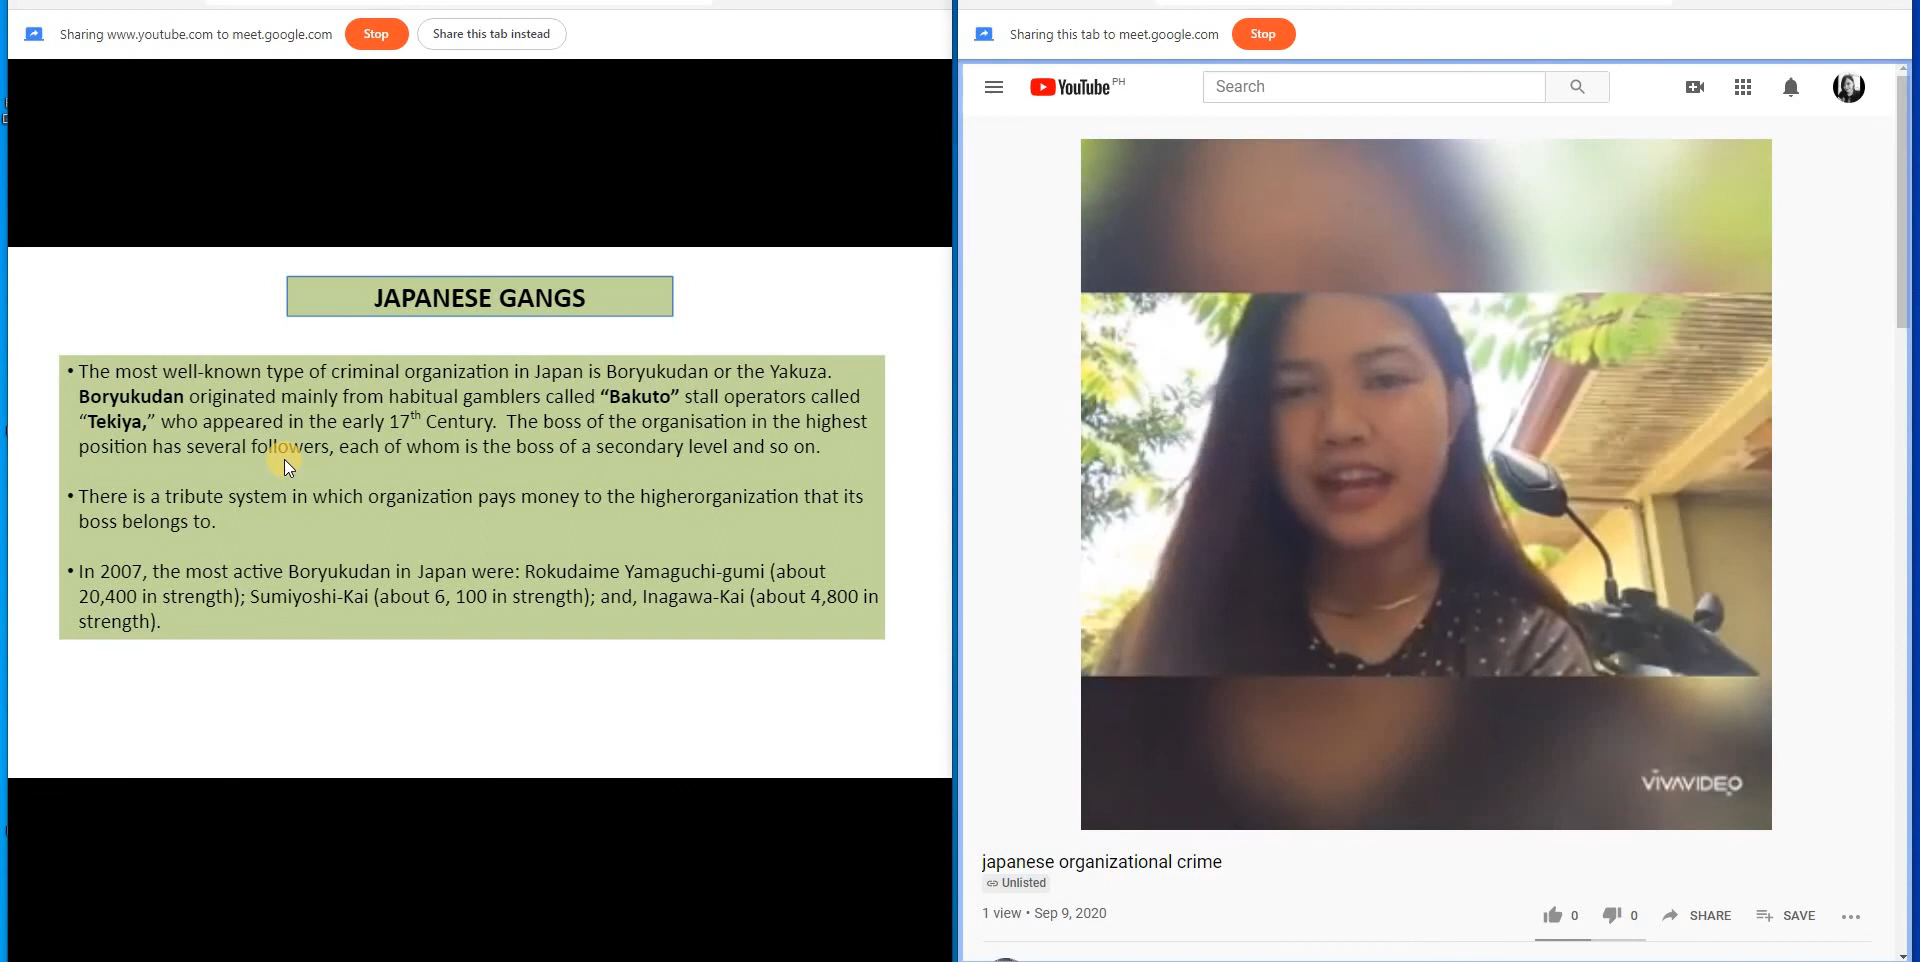 Sharing www.youtube.com to meet.google.com Stop Share this tab instead
JAPANESE GANGS
• The most well-known type of criminal organization in Japan is Boryukudan or the Yakuza.
Boryukudan originated mainly from habitual gamblers called “Bakuto” stall operators called
“Tekiya,” who appeared in the early 17th Century. The boss of the organisation in the highest
position has several followers, each of whom is the boss of a secondary level and so on.
• There is a tribute system in which organization pays money to the higherorganization that its
boss belongs to.
• In 2007, the most active Boryukudan in Japan were: Rokudaime Yamaguchi-gumi (about
20,400 in strength); Sumiyoshi-Kai (about 6, 100 in strength); and, Inagawa-Kai (about 4,800 in
strength).
Sharing this tab to meet.google.com Stop
YouTube PH Search
VIVAVIDEO
japanese organizational crime
Unlisted
1 view • Sep 9, 2020
0 0 SHARE SAVE